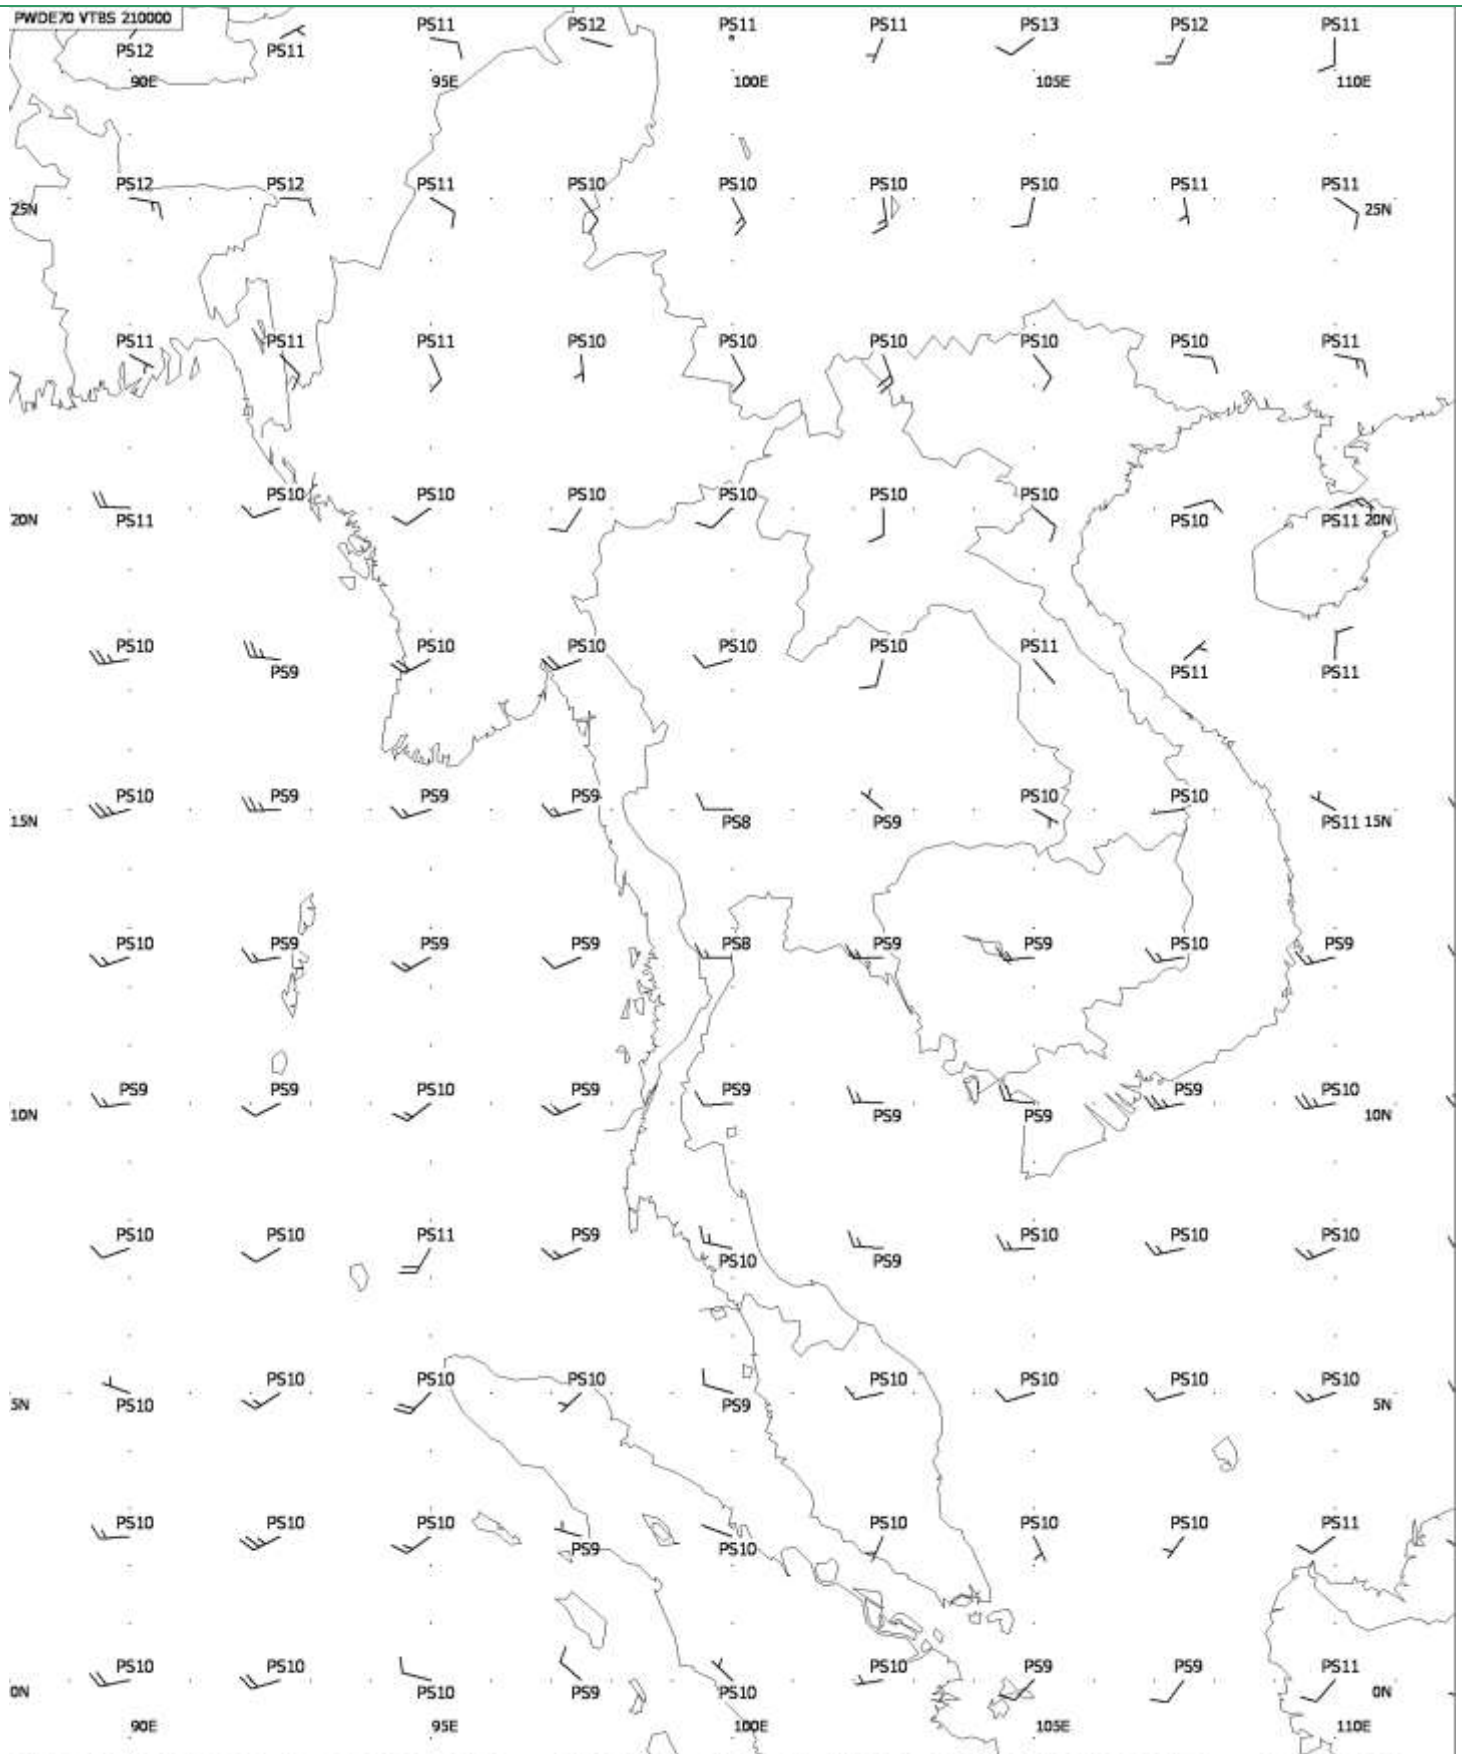 PWDE70 VTBS 210000
PS12 PS11 PS11 PS12 PS11 PS11 PS13 PS12 PS11
90E 95E 100E 105E 110E
PS12 PS12 PS11 PS10 PS10 PS10 PS10 PS11 PS11
25N 25N
PS11 PS11 PS11 PS10 PS10 PS10 PS10 PS10 PS11
PS11 PS10 PS10 PS10 PS10 PS10 PS10 PS10 PS11
20N 20N
PS10 PS9 PS10 PS10 PS10 PS10 PS11 PS11 PS11
PS10 PS9 PS9 PS9 PS8 PS9 PS10 PS10 PS11
15N 15N
PS10 PS9 PS9 PS9 PS8 PS9 PS9 PS10 PS9
PS9 PS9 PS10 PS9 PS9 PS9 PS9 PS9 PS10
10N 10N
PS10 PS10 PS11 PS9 PS10 PS9 PS10 PS10 PS10
PS10 PS10 PS10 PS10 PS9 PS10 PS10 PS10 PS10
5N 5N
PS10 PS10 PS10 PS9 PS10 PS10 PS10 PS10 PS11
PS10 PS10 PS10 PS9 PS10 PS10 PS9 PS9 PS11
0N 0N
90E 95E 100E 105E 110E